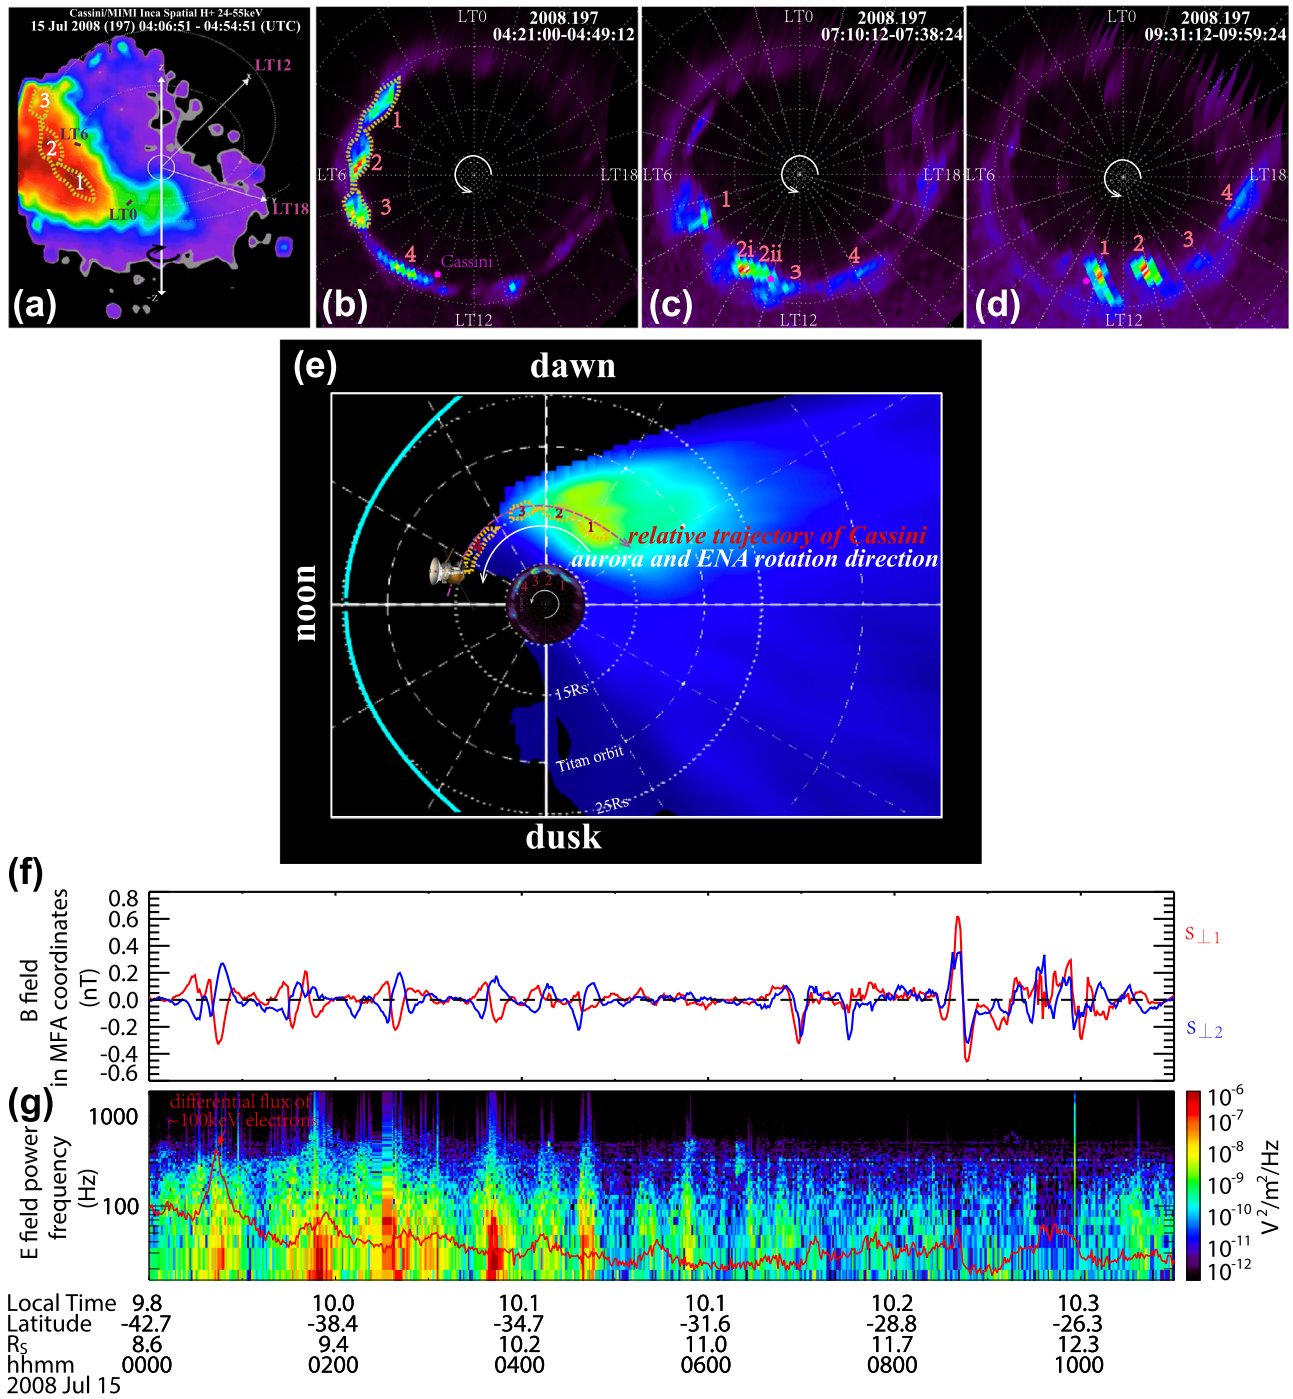 Cassini/MIMI Inca Spatial H+ 24-55keV
15 Jul 2008 (197) 04:06:51 - 04:54:51 (UTC)
LT12
3
LT6
2
1
LT0
LT18
-z
(a)
LT0
2008.197
04:21:00-04:49:12
1
2
LT6
LT18
3
4
Cassini
LT12
(b)
LT0
2008.197
07:10:12-07:38:24
LT6
LT18
1
2i
2ii
3
4
LT12
(c)
LT0
2008.197
09:31:12-09:59:24
LT6
LT18
4
1
2
3
LT12
(d)
(e)
dawn
noon
3
2
1
relative trajectory of Cassini
aurora and ENA rotation direction
4
3
2
1
15Rs
Titan orbit
25Rs
dusk
(f)
B field
in MFA coordinates
(nT)
0.8
0.6
0.4
0.2
0.0
-0.2
-0.4
-0.6
S⊥1
S⊥2
(g)
E field power
frequency
(Hz)
1000
100
differential flux of
~100keV electron
10⁻⁶
10⁻⁷
10⁻⁸
10⁻⁹
10⁻¹⁰
10⁻¹¹
10⁻¹²
V²/m²/Hz
Local Time 9.8 10.0 10.1 10.1 10.2 10.3
Latitude -42.7 -38.4 -34.7 -31.6 -28.8 -26.3
RS 8.6 9.4 10.2 11.0 11.7 12.3
hhmm 0000 0200 0400 0600 0800 1000
2008 Jul 15